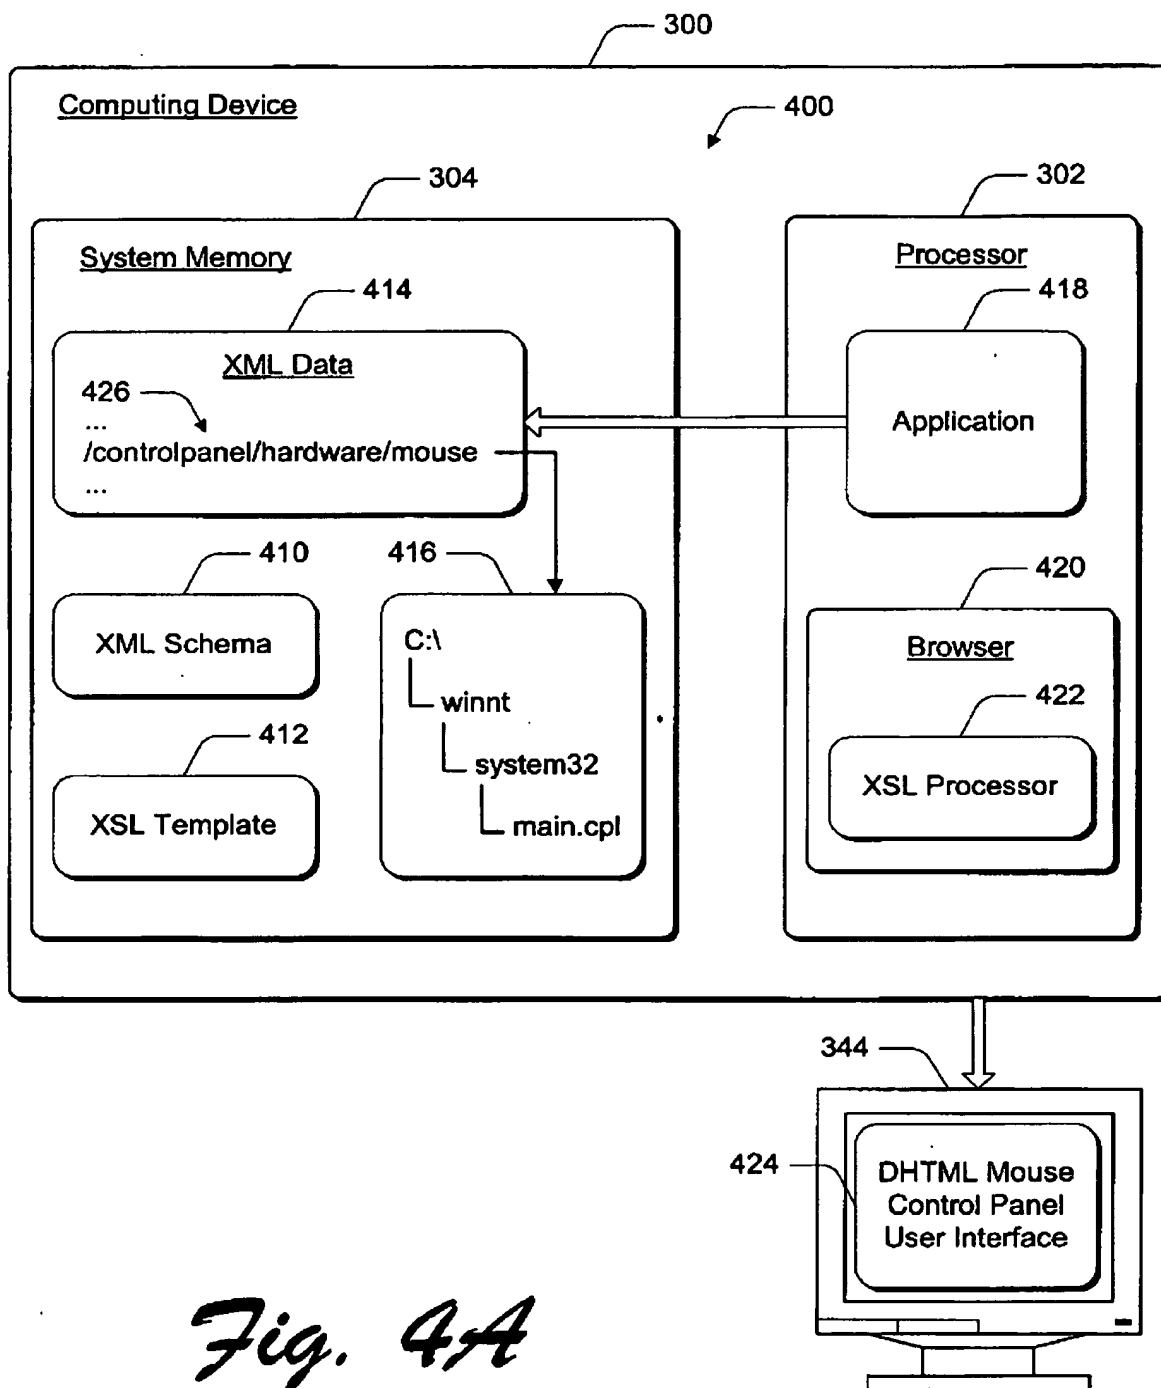 300
Computing Device
400
304
302
System Memory
Processor
414
418
XML Data
426
...
/controlpanel/hardware/mouse
...
Application
410
416
420
XML Schema
C:\
Browser
winnt
422
412
system32
XSL Processor
XSL Template
main.cpl
344
424
DHTML Mouse
Control Panel
User Interface
Fig. 4A